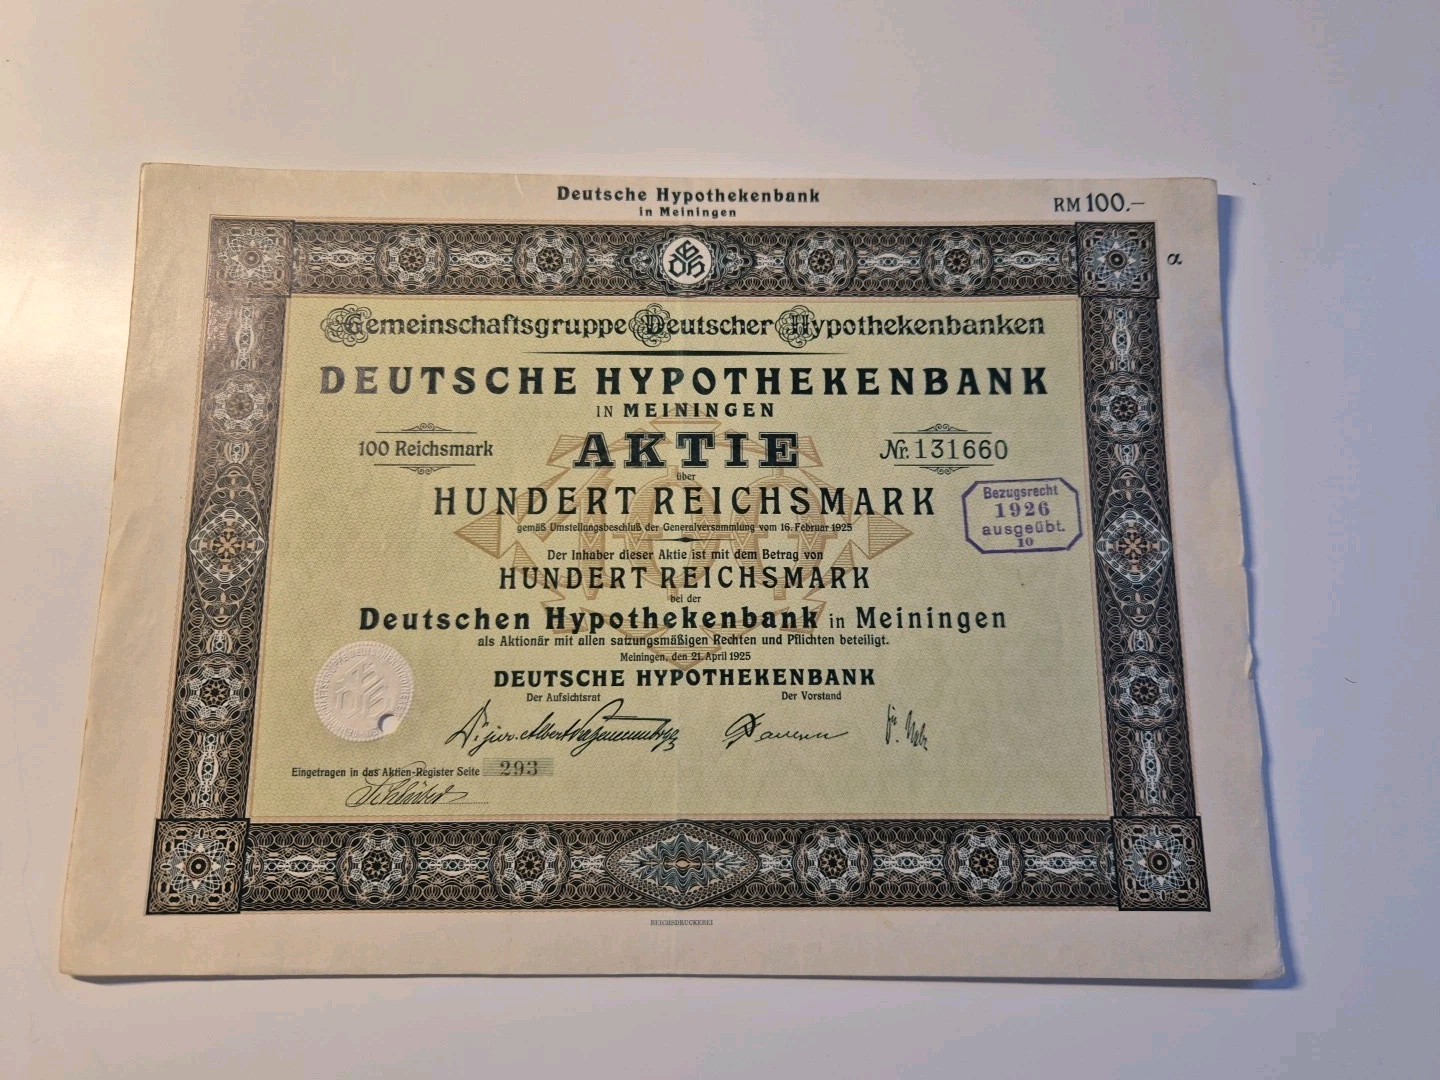 Deutsche Hypothekenbank
in Meiningen
RM 100.—
α
Gemeinschaftsgruppe Deutscher Hypothekenbanken
DEUTSCHE HYPOTHEKENBANK
IN MEININGEN
100 Reichsmark
AKTIE
Nr. 131660
über
HUNDERT REICHSMARK
gemäß Umstellungsbeschluß der Generalversammlung vom 16. Februar 1925
Bezugsrecht
1926
ausgeübt.
10
Der Inhaber dieser Aktie ist mit dem Betrag von
HUNDERT REICHSMARK
bei der
Deutschen Hypothekenbank in Meiningen
als Aktionär mit allen satzungsmäßigen Rechten und Pflichten beteiligt.
Meiningen, den 21. April 1925
DEUTSCHE HYPOTHEKENBANK
Der Aufsichtsrat
Der Vorstand
Eingetragen in das Aktien-Register Seite 293
REICHSDRUCKEREI